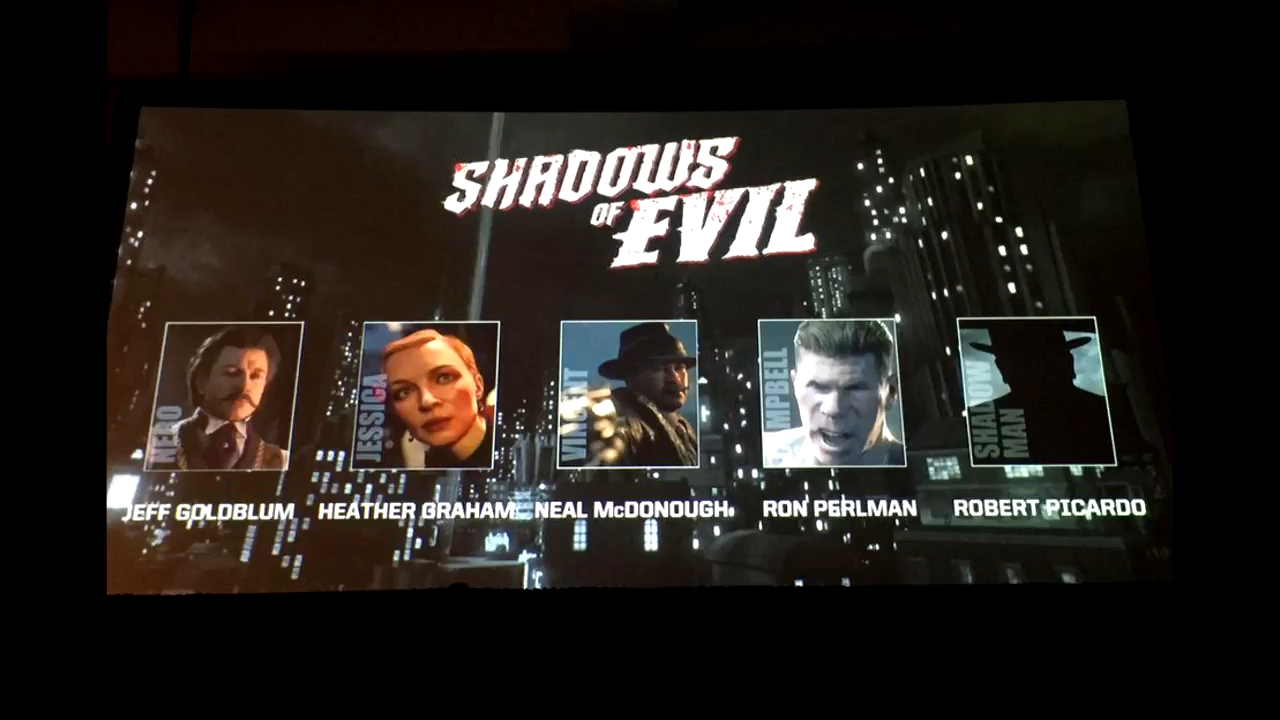 SHADOWS
OF EVIL
NERO
JESSICA
VINCENT
CAMPBELL
SHADOW
MAN
JEFF GOLDBLUM
HEATHER GRAHAM
NEAL McDONOUGH
RON PERLMAN
ROBERT PICARDO